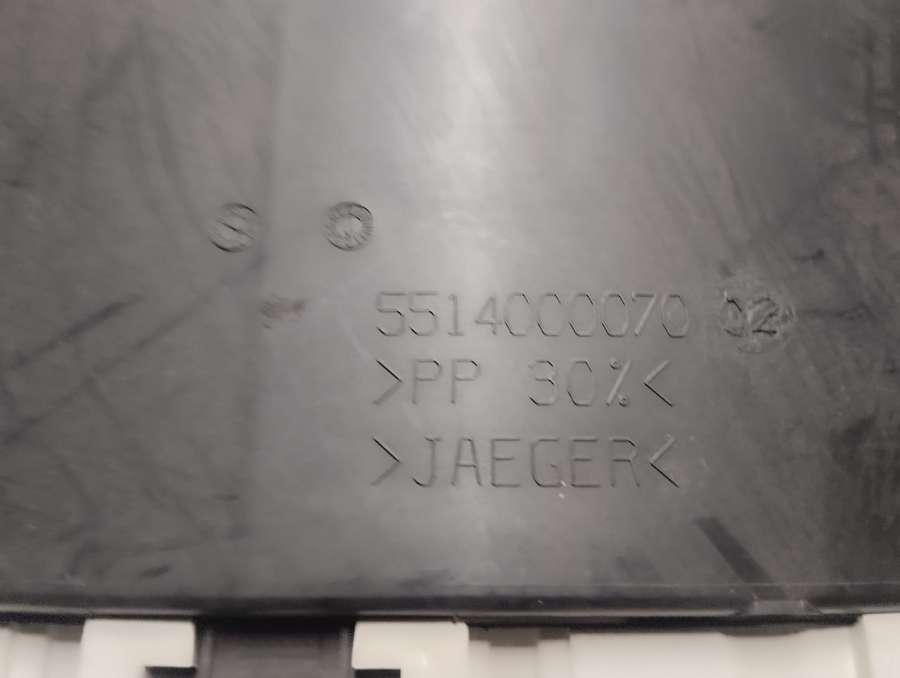 S Q
5514000070 02
>PP 30%<
>JAEGER<